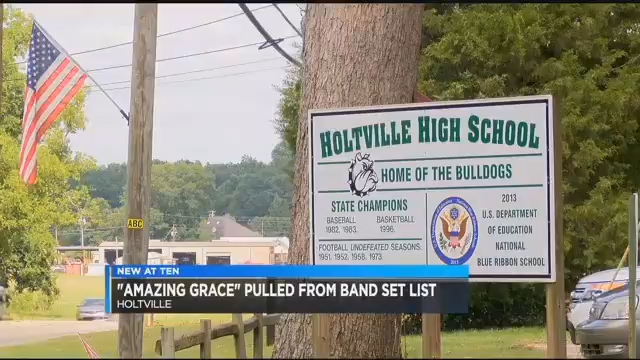 ABC
HOLTVILLE HIGH SCHOOL
HOME OF THE BULLDOGS
STATE CHAMPIONS
BASEBALL
1982, 1983.
BASKETBALL
1996.
FOOTBALL UNDEFEATED SEASONS:
1951. 1952. 1958. 1973
2013
U.S. DEPARTMENT
OF EDUCATION
NATIONAL
BLUE RIBBON SCHOOL
NEW AT TEN
"AMAZING GRACE" PULLED FROM BAND SET LIST
HOLTVILLE